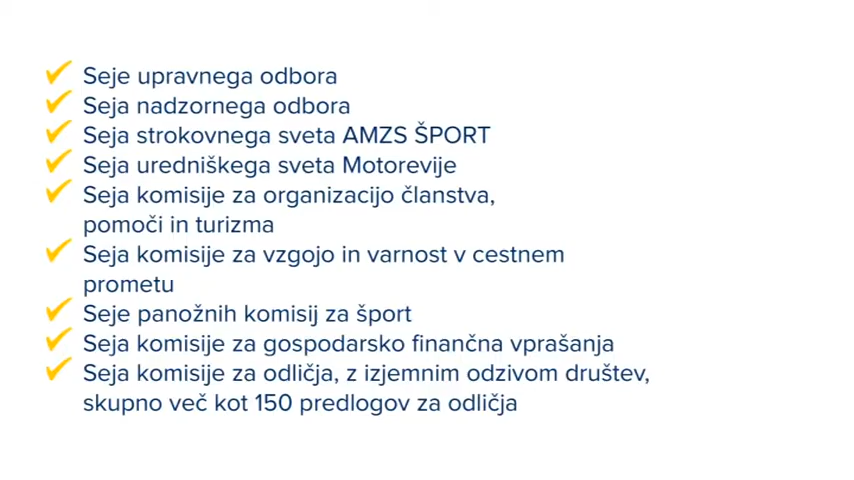 Seje upravnega odbora
Seja nadzornega odbora
Seja strokovnega sveta AMZS ŠPORT
Seja uredniškega sveta Motorevije
Seja komisije za organizacijo članstva,
pomoči in turizma
Seja komisije za vzgojo in varnost v cestnem
prometu
Seje panožnih komisij za šport
Seja komisije za gospodarsko finančna vprašanja
Seja komisije za odličja, z izjemnim odzivom društev,
skupno več kot 150 predlogov za odličja